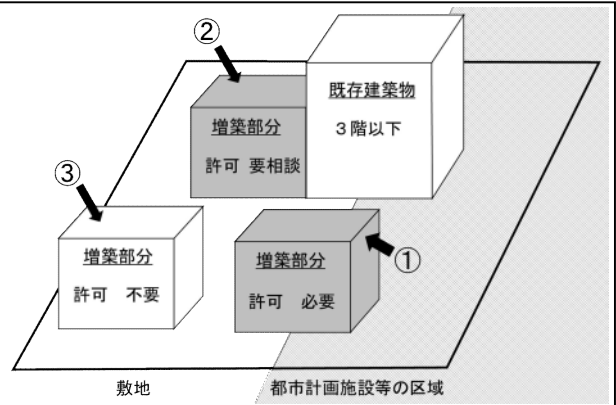 ②
既存建築物
３階以下
増築部分
許可 要相談
③
増築部分
許可　不要
増築部分
許可　必要
①
敷地
都市計画施設等の区域